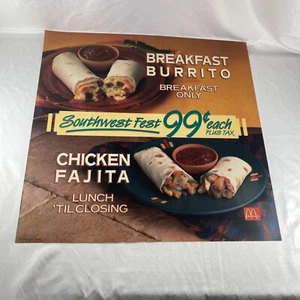 BREAKFAST
BURRITO
BREAKFAST
ONLY
Southwest Fest 99¢ each
PLUS TAX
CHICKEN
FAJITA
LUNCH
'TIL CLOSING